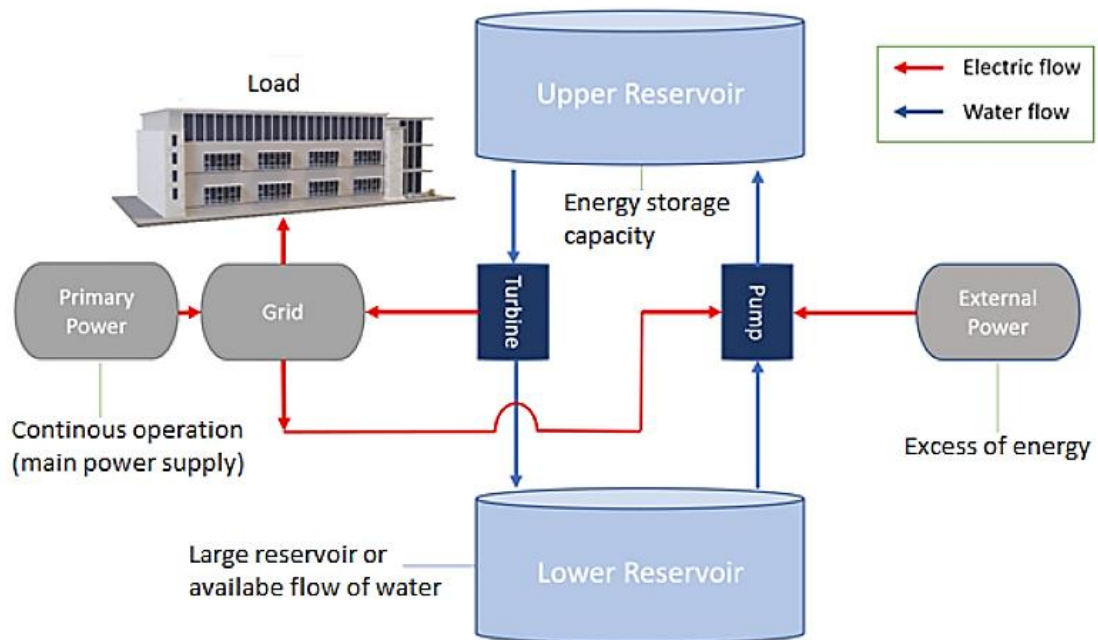 Load
Upper Reservoir
Electric flow
Water flow
Energy storage
capacity
Primary
Power
Grid
Turbine
Pump
External
Power
Continous operation
(main power supply)
Excess of energy
Large reservoir or
availabe flow of water
Lower Reservoir